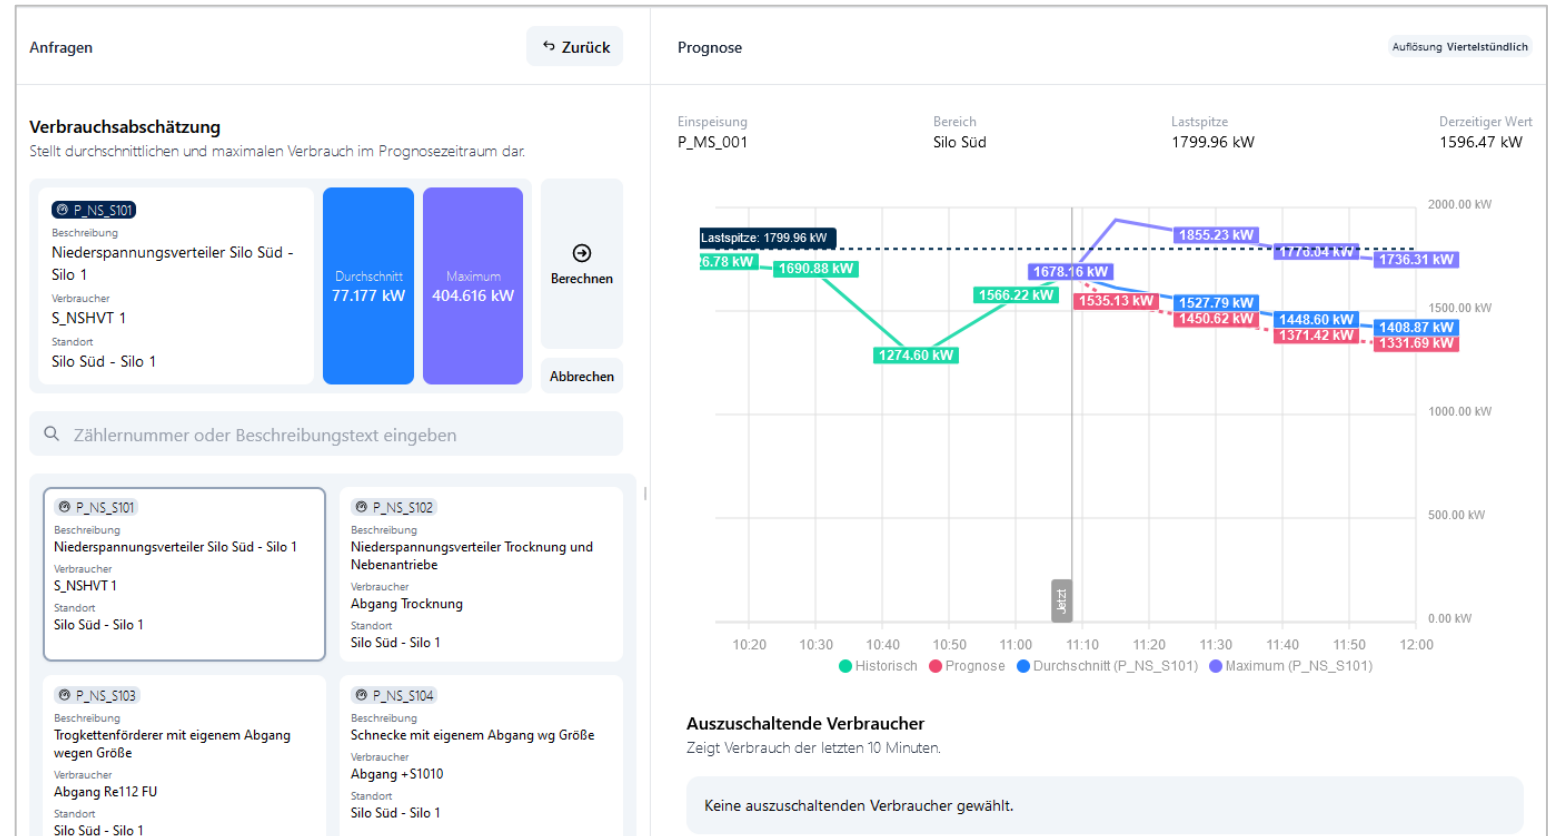 Anfragen
Zurück
Verbrauchsabschätzung
Stellt durchschnittlichen und maximalen Verbrauch im Prognosezeitraum dar.
P_NS_S101
Beschreibung
Niederspannungsverteiler Silo Süd -
Silo 1
Verbraucher
S_NSHVT 1
Standort
Silo Süd - Silo 1
Durchschnitt
77.177 kW
Maximum
404.616 kW
Berechnen
Abbrechen
Zählernummer oder Beschreibungstext eingeben
P_NS_S101
Beschreibung
Niederspannungsverteiler Silo Süd - Silo 1
Verbraucher
S_NSHVT 1
Standort
Silo Süd - Silo 1
P_NS_S102
Beschreibung
Niederspannungsverteiler Trocknung und
Nebenantriebe
Verbraucher
Abgang Trocknung
Standort
Silo Süd - Silo 1
P_NS_S103
Beschreibung
Trogkettenförderer mit eigenem Abgang
wegen Größe
Verbraucher
Abgang Re112 FU
Standort
Silo Süd - Silo 1
P_NS_S104
Beschreibung
Schnecke mit eigenem Abgang wg Größe
Verbraucher
Abgang +S1010
Standort
Silo Süd - Silo 1
Prognose
Auflösung Viertelstündlich
Einspeisung
P_MS_001
Bereich
Silo Süd
Lastspitze
1799.96 kW
Derzeitiger Wert
1596.47 kW
2000.00 kW
1500.00 kW
1000.00 kW
500.00 kW
0.00 kW
Lastspitze: 1799.96 kW
26.78 kW
1690.88 kW
1274.60 kW
1566.22 kW
1678.16 kW
1535.13 kW
1855.23 kW
1527.79 kW
1450.62 kW
1776.04 kW
1448.60 kW
1371.42 kW
1736.31 kW
1408.87 kW
1331.69 kW
Jetzt
10:20 10:30 10:40 10:50 11:00 11:10 11:20 11:30 11:40 11:50 12:00
Historisch Prognose Durchschnitt (P_NS_S101) Maximum (P_NS_S101)
Auszuschaltende Verbraucher
Zeigt Verbrauch der letzten 10 Minuten.
Keine auszuschaltenden Verbraucher gewählt.